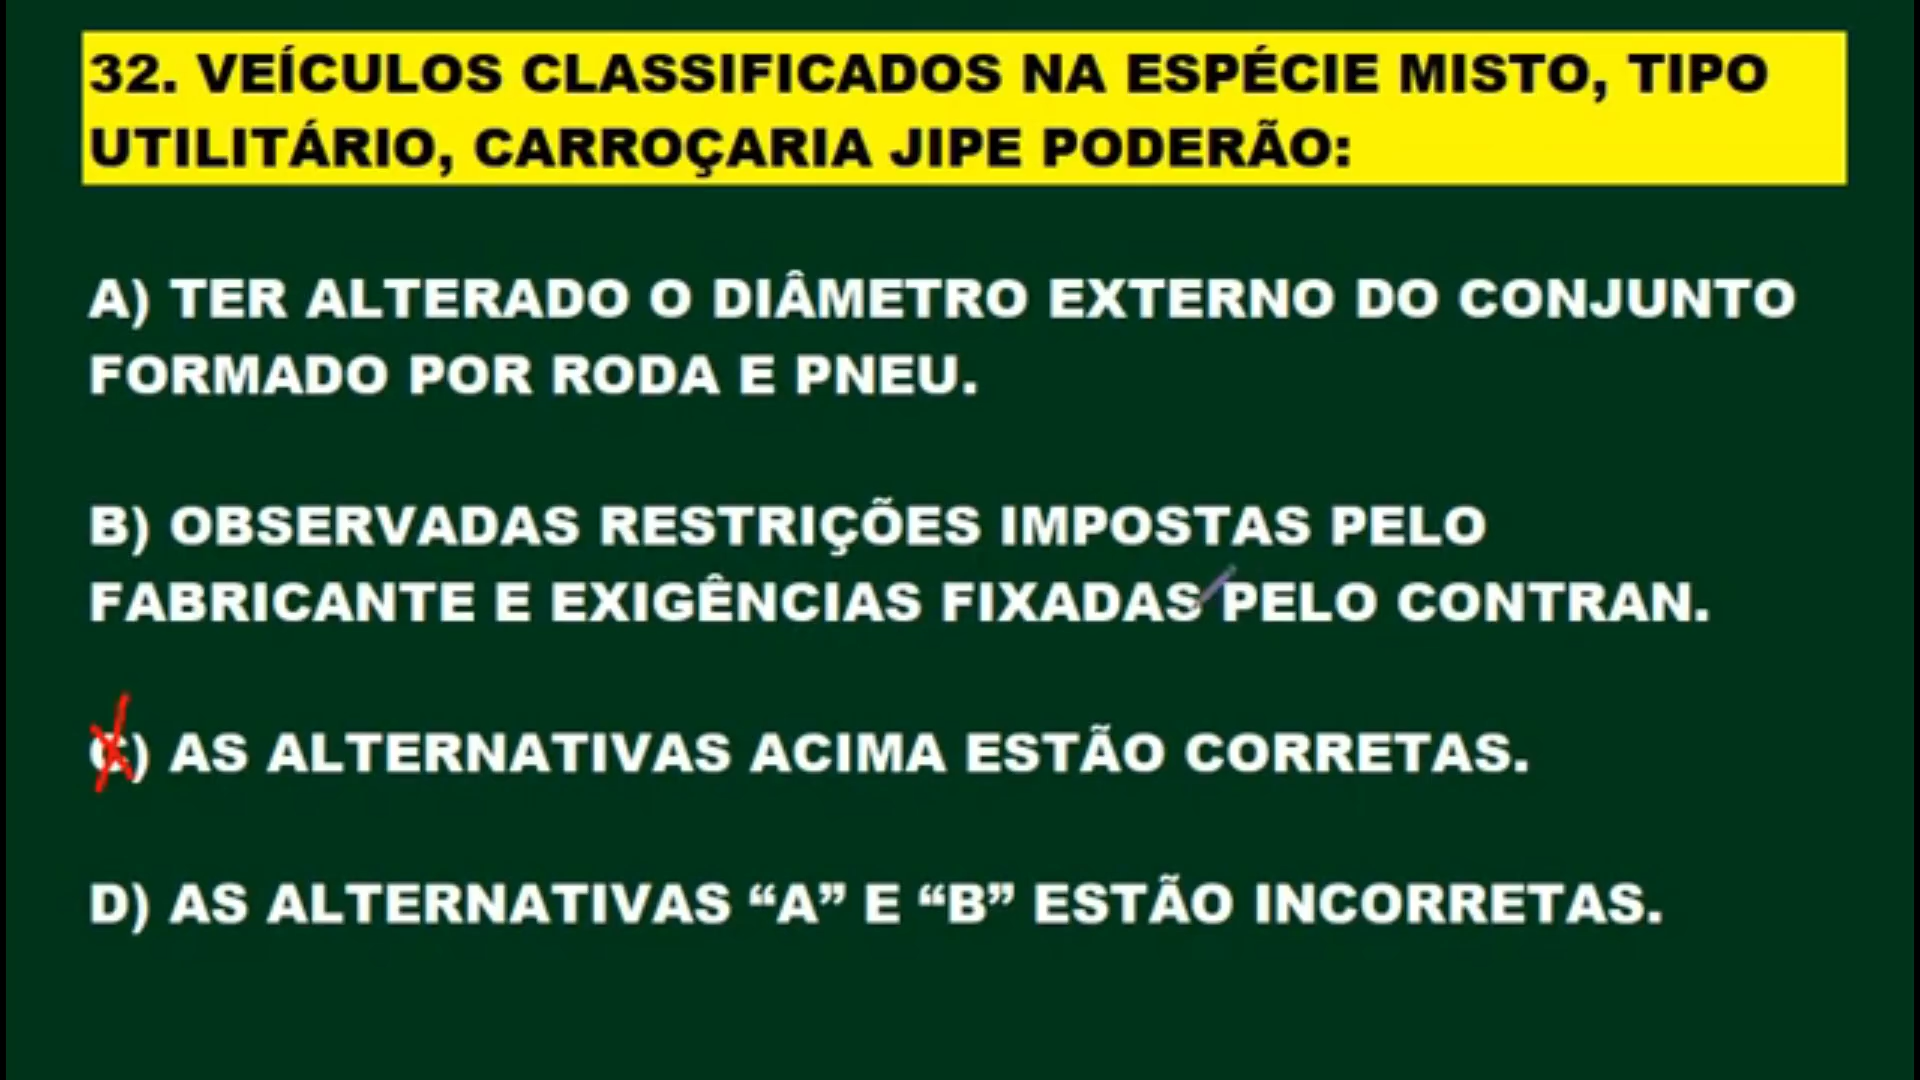 32. VEÍCULOS CLASSIFICADOS NA ESPÉCIE MISTO, TIPO
UTILITÁRIO, CARROÇARIA JIPE PODERÃO:
A) TER ALTERADO O DIÂMETRO EXTERNO DO CONJUNTO
FORMADO POR RODA E PNEU.
B) OBSERVADAS RESTRIÇÕES IMPOSTAS PELO
FABRICANTE E EXIGÊNCIAS FIXADAS PELO CONTRAN.
C) AS ALTERNATIVAS ACIMA ESTÃO CORRETAS.
D) AS ALTERNATIVAS “A” E “B” ESTÃO INCORRETAS.